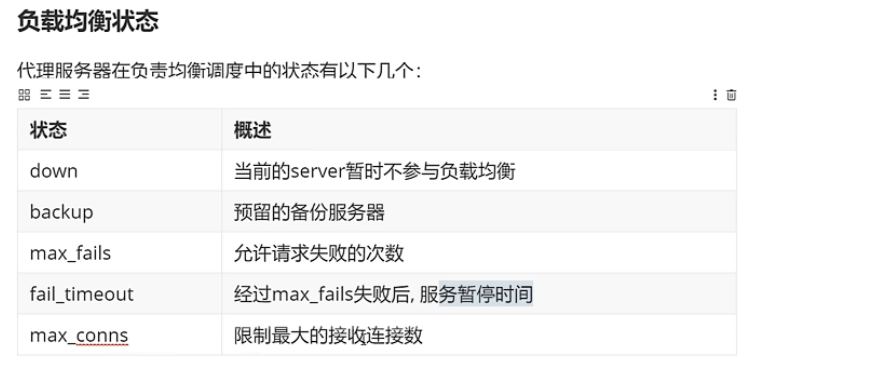 负载均衡状态
代理服务器在负责均衡调度中的状态有以下几个：
状态 概述
down 当前的server暂时不参与负载均衡
backup 预留的备份服务器
max_fails 允许请求失败的次数
fail_timeout 经过max_fails失败后, 服务暂停时间
max_conns 限制最大的接收连接数